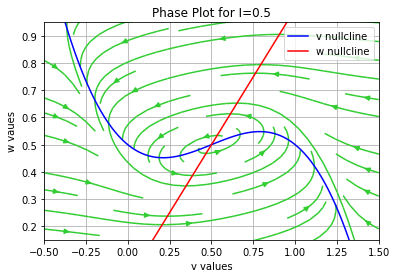 Phase Plot for I=0.5
v nullcline
w nullcline
w values
0.9
0.8
0.7
0.6
0.5
0.4
0.3
0.2
−0.50 −0.25 0.00 0.25 0.50 0.75 1.00 1.25 1.50
v values